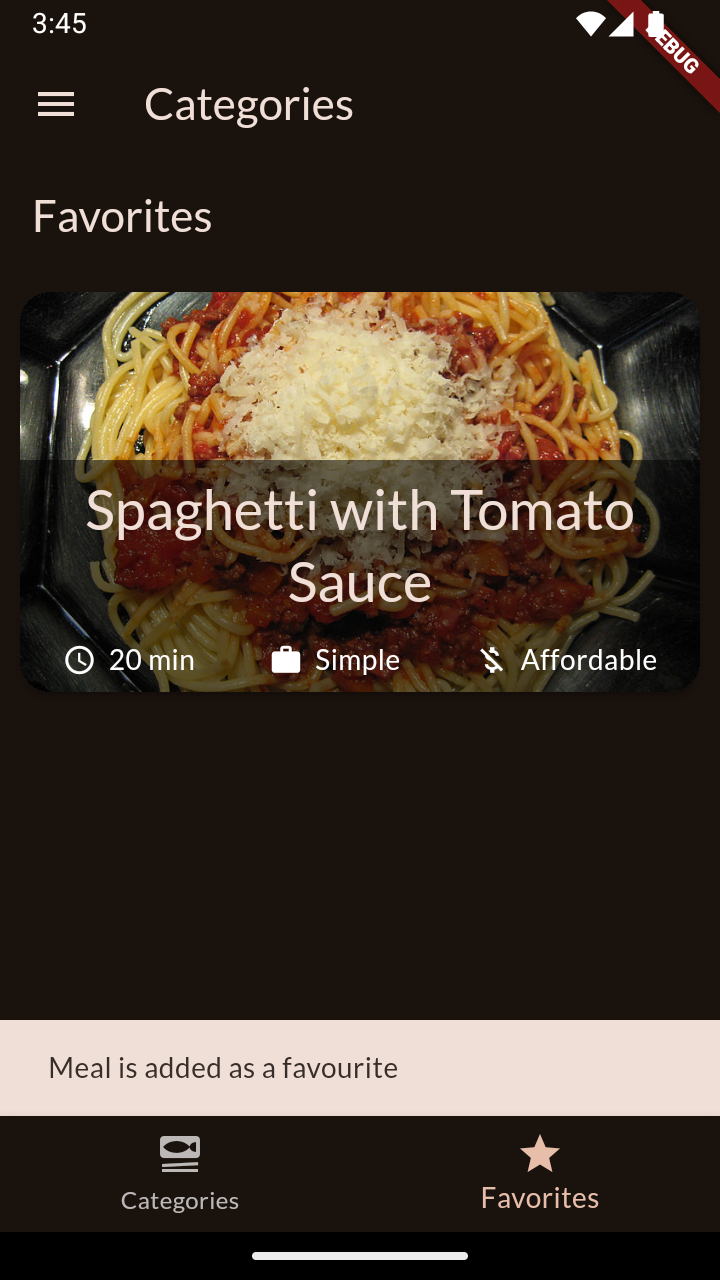 3:45
Categories
Favorites
Spaghetti with Tomato
Sauce
20 min Simple Affordable
Meal is added as a favourite
Categories Favorites